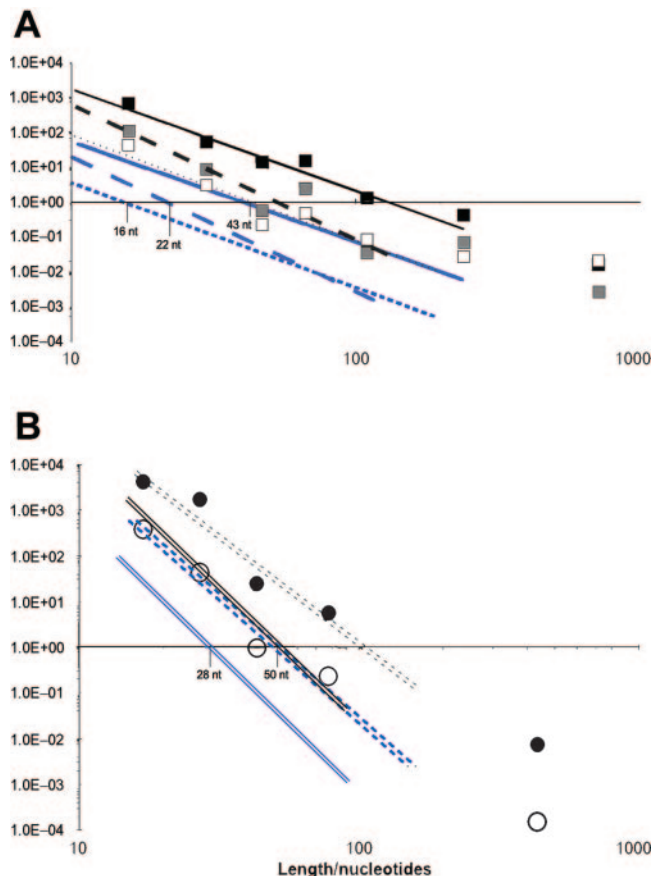 A
1.0E+04
1.0E+03
1.0E+02
1.0E+01
1.0E+00
1.0E-01
1.0E-02
1.0E-03
1.0E–04
16 nt
22 nt
43 nt
10
100
1000
B
1.0E+04
1.0E+03
1.0E+02
1.0E+01
1.0E+00
1.0E–01
1.0E–02
1.0E–03
1.0E–04
28 nt
50 nt
10
100
1000
Length/nucleotides